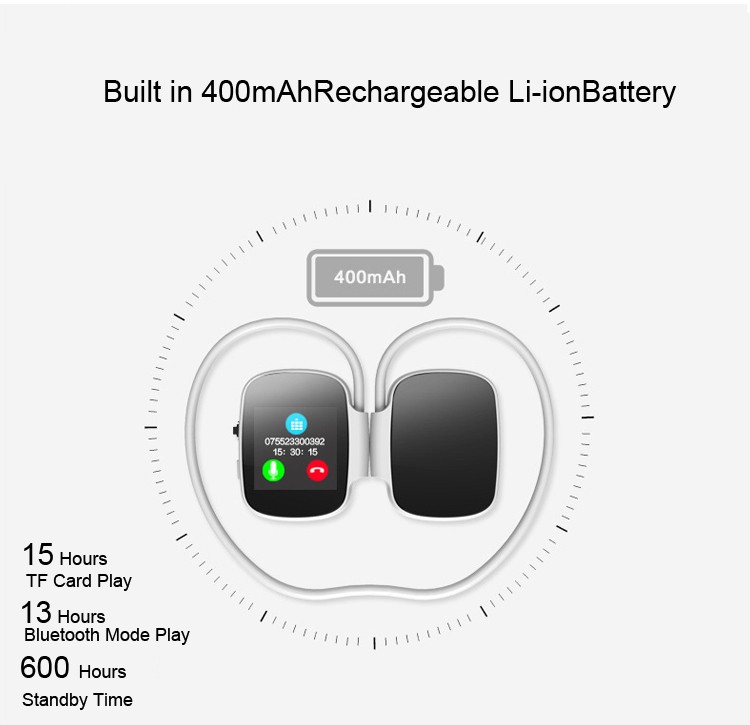 Built in 400mAhRechargeable Li-ionBattery
400mAh
075523300392
15: 30: 15
15 Hours
TF Card Play
13 Hours
Bluetooth Mode Play
600 Hours
Standby Time